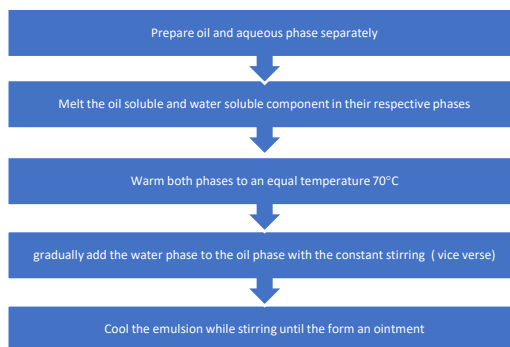 Prepare oil and aqueous phase separately
Melt the oil soluble and water soluble component in their respective phases
Warm both phases to an equal temperature 70°C
gradually add the water phase to the oil phase with the constant stirring ( vice verse)
Cool the emulsion while stirring until the form an ointment